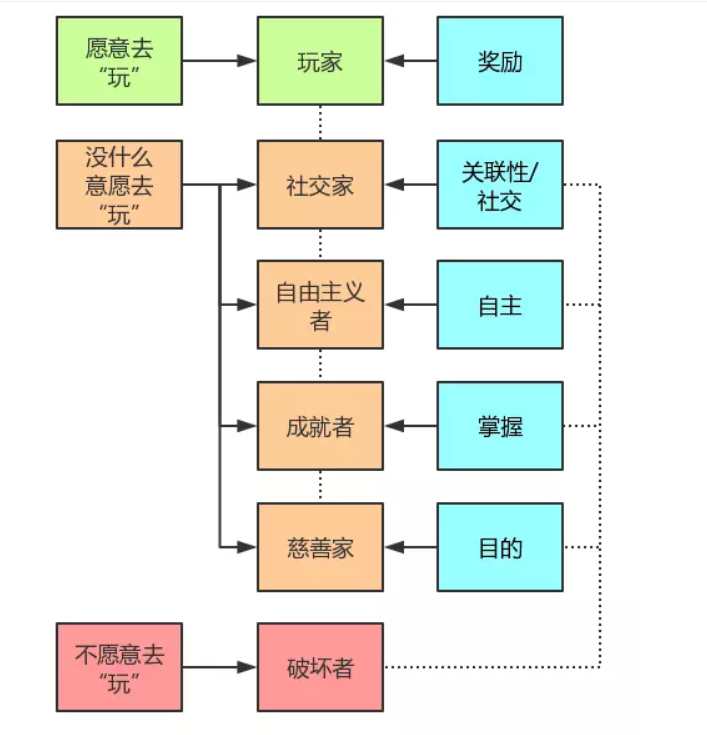 愿意去
“玩”
玩家
奖励
没什么
意愿去
“玩”
社交家
关联性/
社交
自由主义
者
自主
成就者
掌握
慈善家
目的
不愿意去
“玩”
破坏者